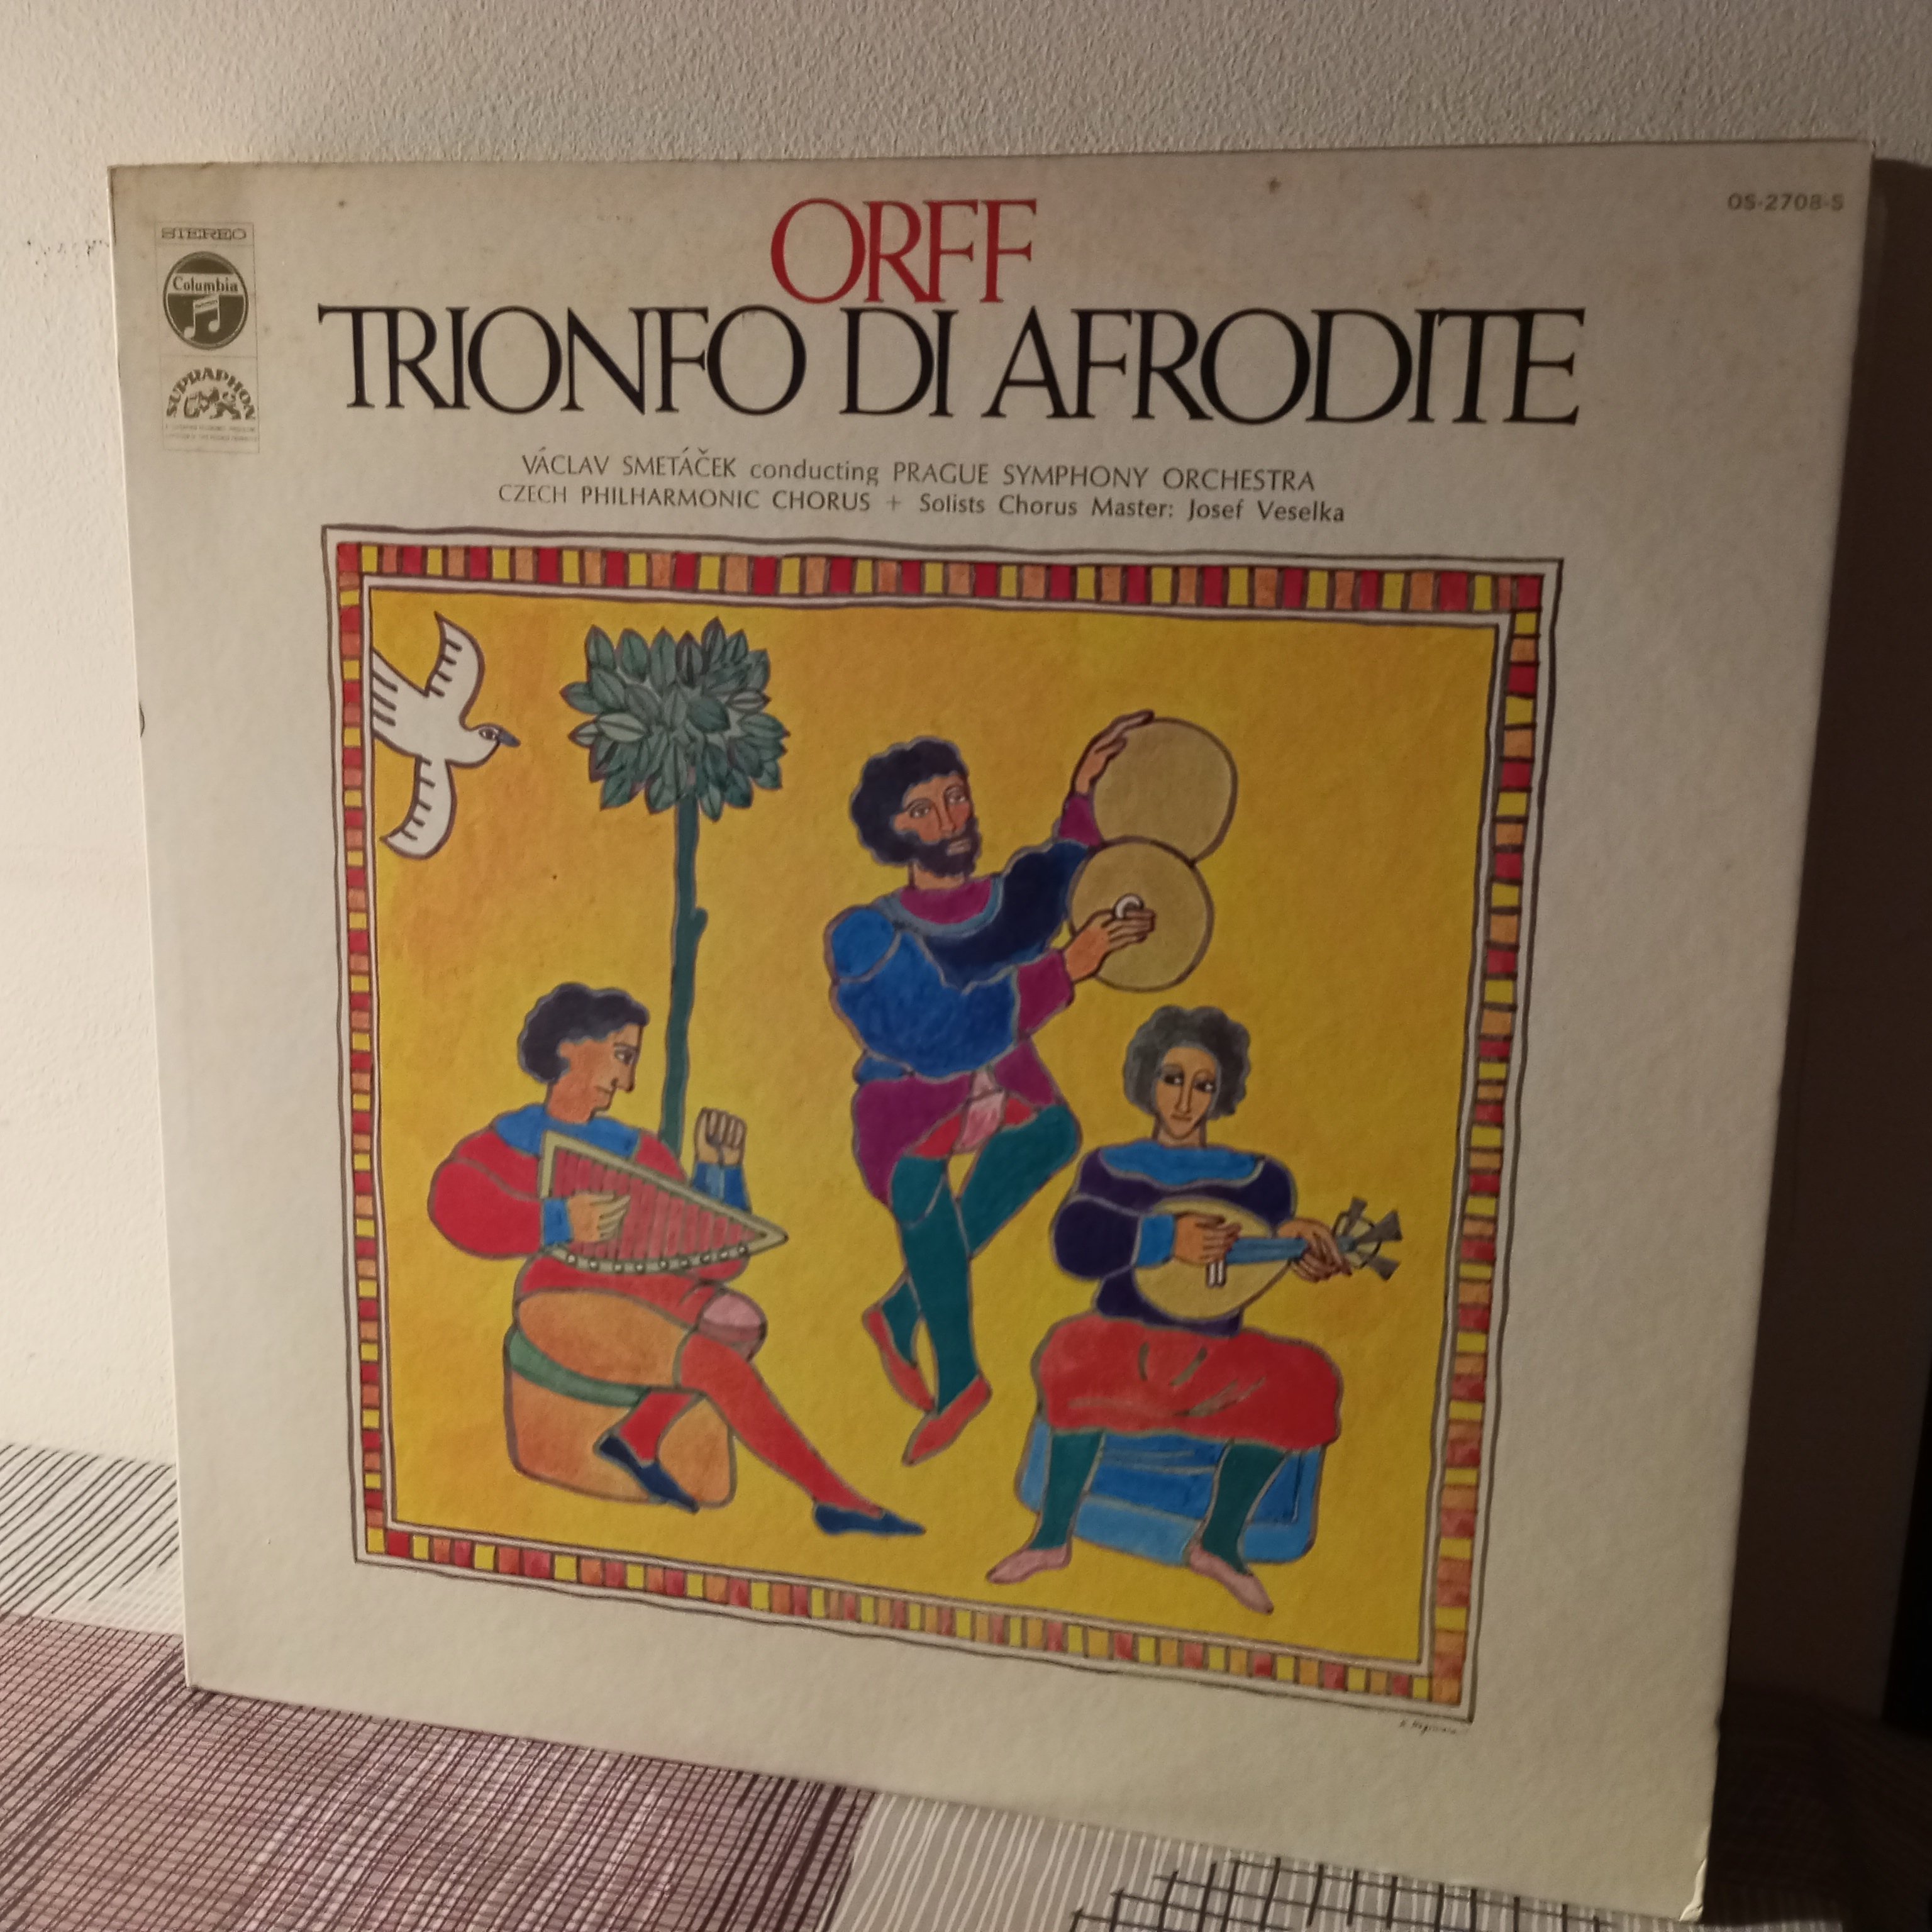 OS-2708-S
STEREO
Columbia
SUPRAPHON
ORFF
TRIONFO DI AFRODITE
VÁCLAV SMETÁČEK conducting PRAGUE SYMPHONY ORCHESTRA
CZECH PHILHARMONIC CHORUS + Solists Chorus Master: Josef Veselka